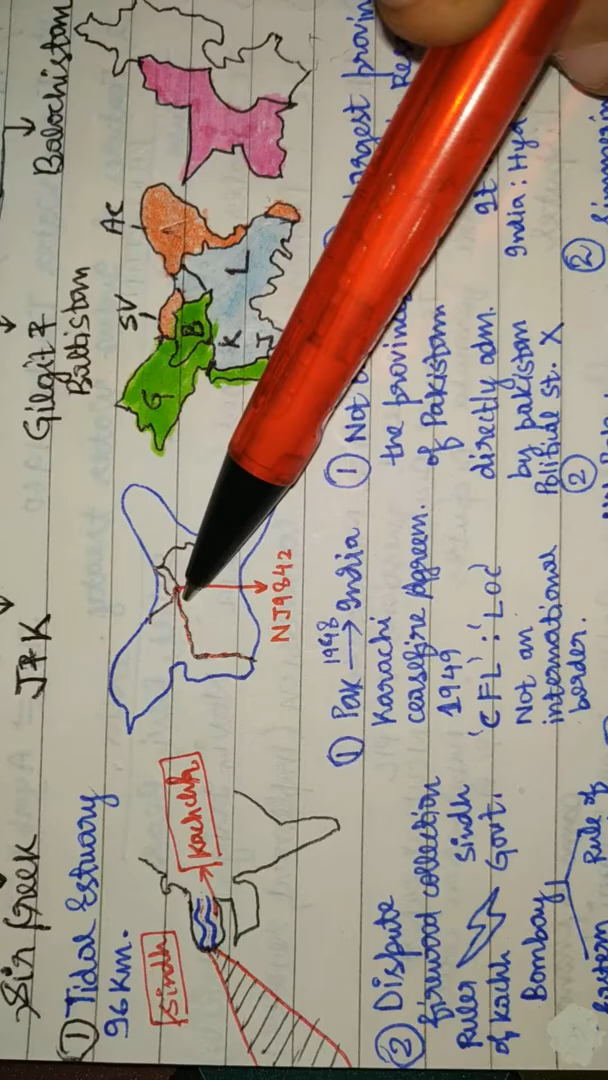 Sir Creek
① Tidal Estuary
96 Km.
Sindh
Kachchh
② Dispute
firewood collection
Ruler Sindh
of Kachh Govt.
Bombay
Rule of
J & K
NJ9842
① Pak 1948 → India
Karachi
ceasefire Agreem.
1949
'CFL' : 'LOC'
Not an
international
border.
Gilgit &
Baltistan
SV
AC
G
B
K
L
J
① Not
the province
of Pakistan
directly adm.
by pakistan
Political st. X
②
Balochistan
largest provin
Re
gt
India : Hyd
②